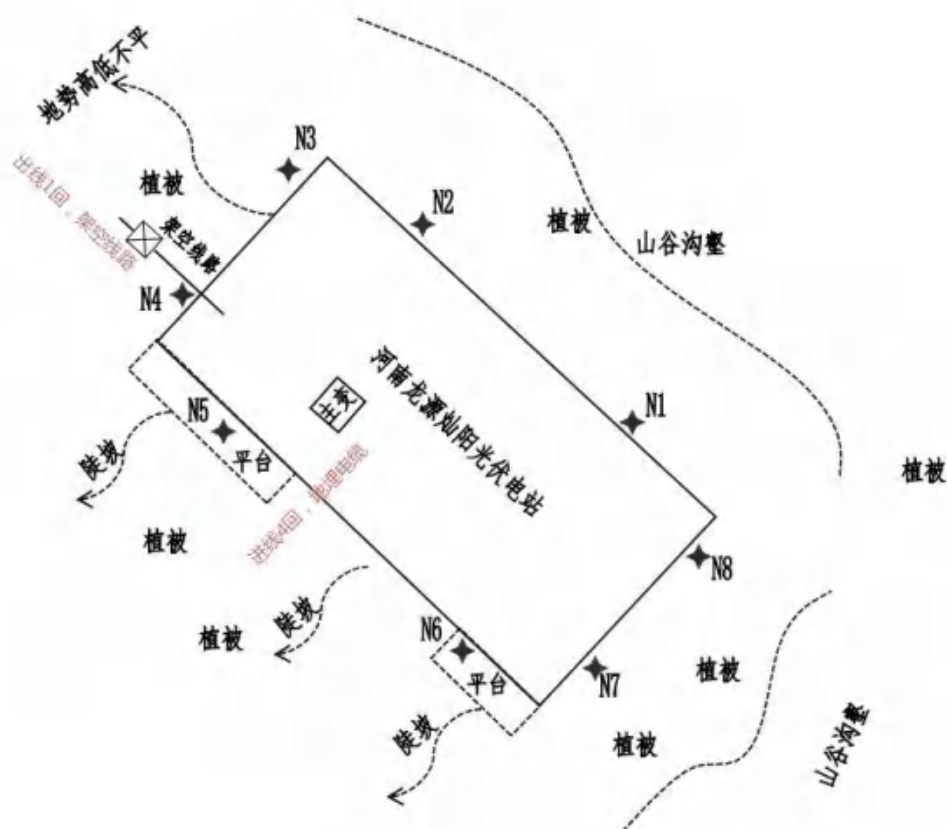 地势高低不平
N3
植被
N2
植被
山谷沟壑
出线1回，架空线路
架空线路
N4
河南龙源灿阳光伏电站
主变
N1
N5
平台
陡坡
植被
进线4回，地理电缆
植被
N8
陡坡
植被
N6
平台
N7
植被
植被
陡坡
山谷沟壑